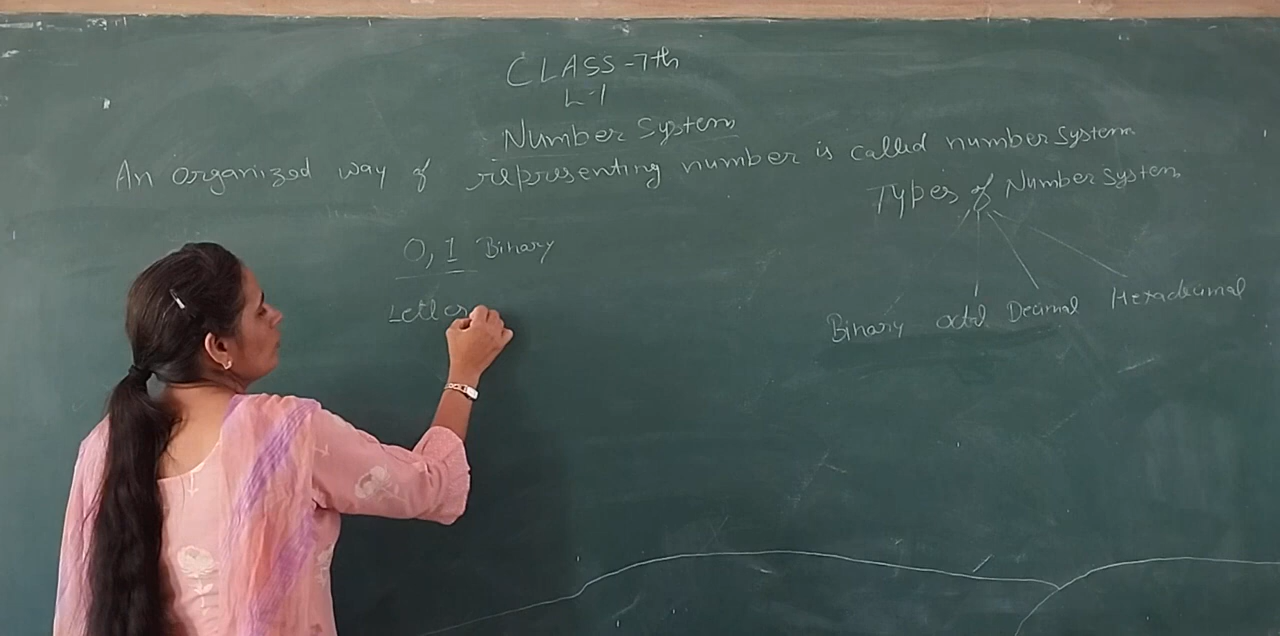 CLASS-7th
L-1
Number System
An organized way of representing number is called number system
Types of Number System
0, 1 Binary
Letter
Binary octal Decimal Hexadecimal